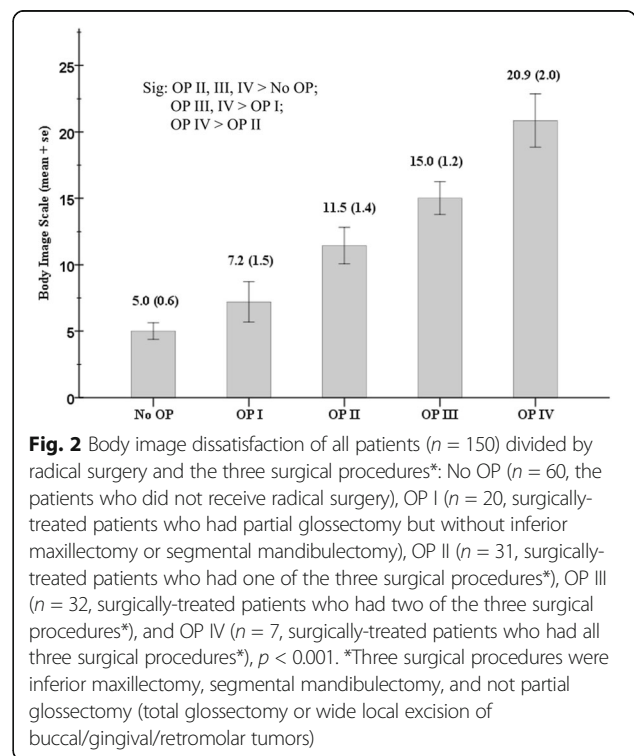 25
20
15
10
5
0
Body Image Scale (mean + se)
Sig: OP II, III, IV > No OP;
OP III, IV > OP I;
OP IV > OP II
5.0 (0.6)
7.2 (1.5)
11.5 (1.4)
15.0 (1.2)
20.9 (2.0)
No OP OP I OP II OP III OP IV
Fig. 2 Body image dissatisfaction of all patients (n = 150) divided by
radical surgery and the three surgical procedures*: No OP (n = 60, the
patients who did not receive radical surgery), OP I (n = 20, surgically-
treated patients who had partial glossectomy but without inferior
maxillectomy or segmental mandibulectomy), OP II (n = 31, surgically-
treated patients who had one of the three surgical procedures*), OP III
(n = 32, surgically-treated patients who had two of the three surgical
procedures*), and OP IV (n = 7, surgically-treated patients who had all
three surgical procedures*), p < 0.001. *Three surgical procedures were
inferior maxillectomy, segmental mandibulectomy, and not partial
glossectomy (total glossectomy or wide local excision of
buccal/gingival/retromolar tumors)